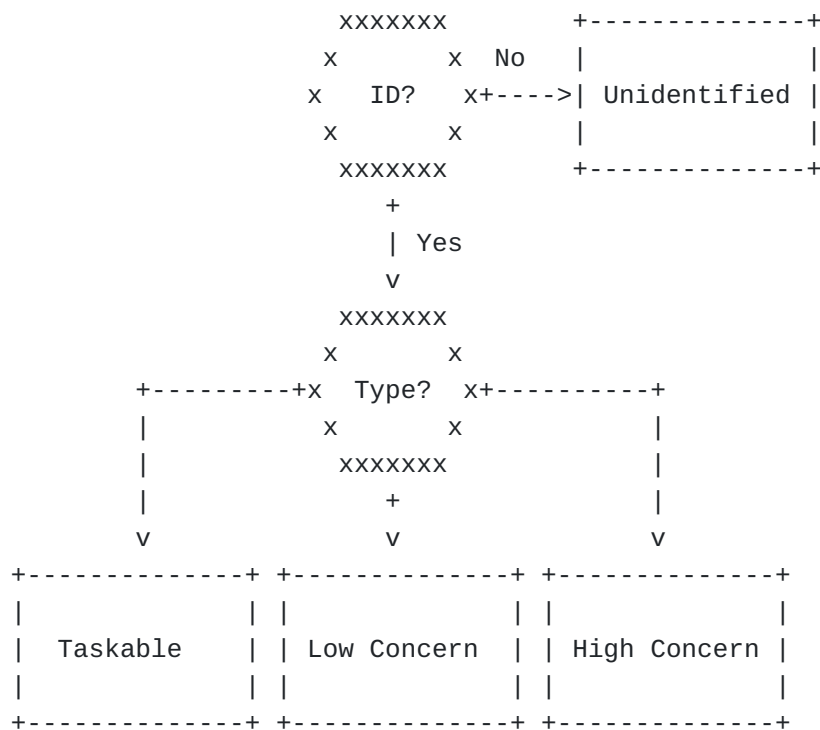 No
ID?
Unidentified
Yes
Type?
Taskable
Low Concern
High Concern